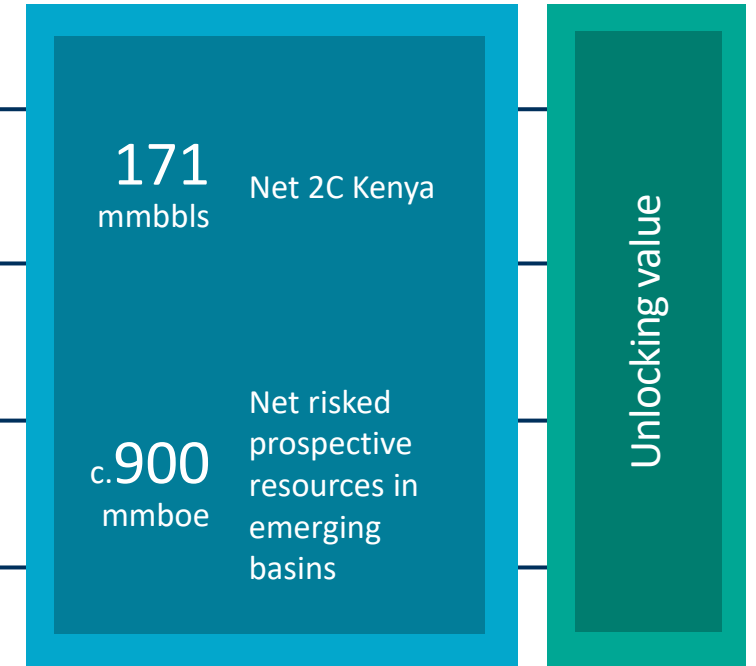 171
mmbbls
Net 2C Kenya
c.900
mmboe
Net risked
prospective
resources in
emerging
basins
Unlocking value